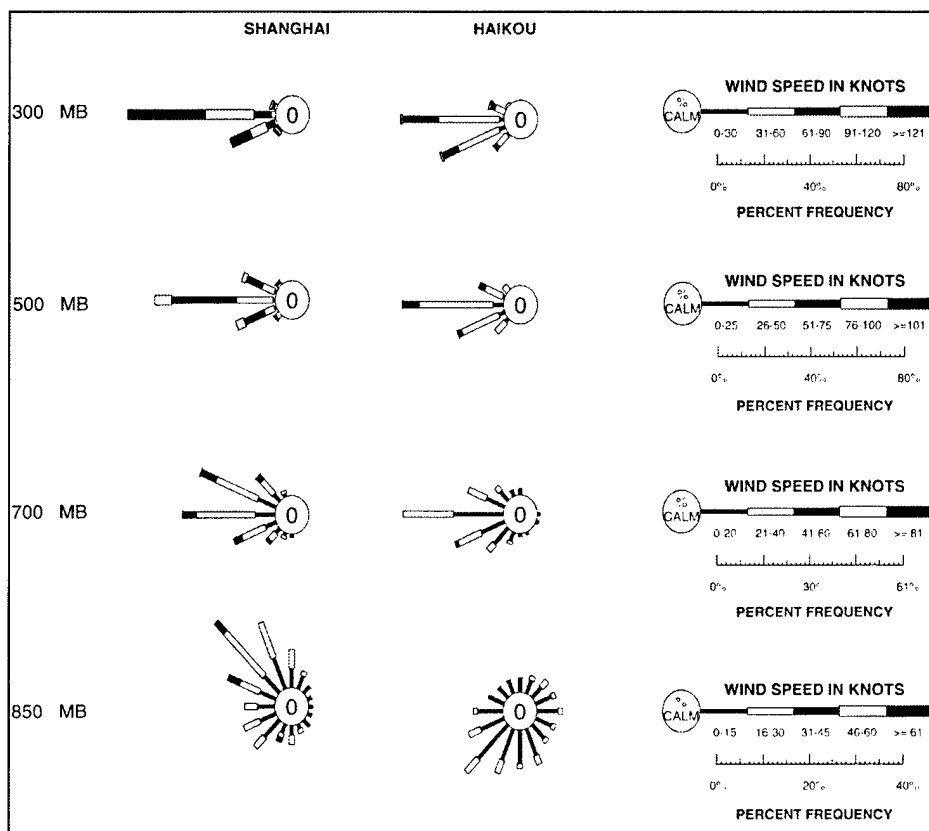 SHANGHAI HAIKOU
300 MB
0 0
% CALM
WIND SPEED IN KNOTS
0-30 31-60 61-90 91-120 >=121
0% 40% 80%
PERCENT FREQUENCY
500 MB
0 0
% CALM
WIND SPEED IN KNOTS
0-25 26-50 51-75 76-100 >=101
0% 40% 80%
PERCENT FREQUENCY
700 MB
0 0
% CALM
WIND SPEED IN KNOTS
0-20 21-40 41-60 61-80 >=81
0% 30% 61%
PERCENT FREQUENCY
850 MB
0 0
% CALM
WIND SPEED IN KNOTS
0-15 16-30 31-45 46-60 >=61
0% 20% 40%
PERCENT FREQUENCY